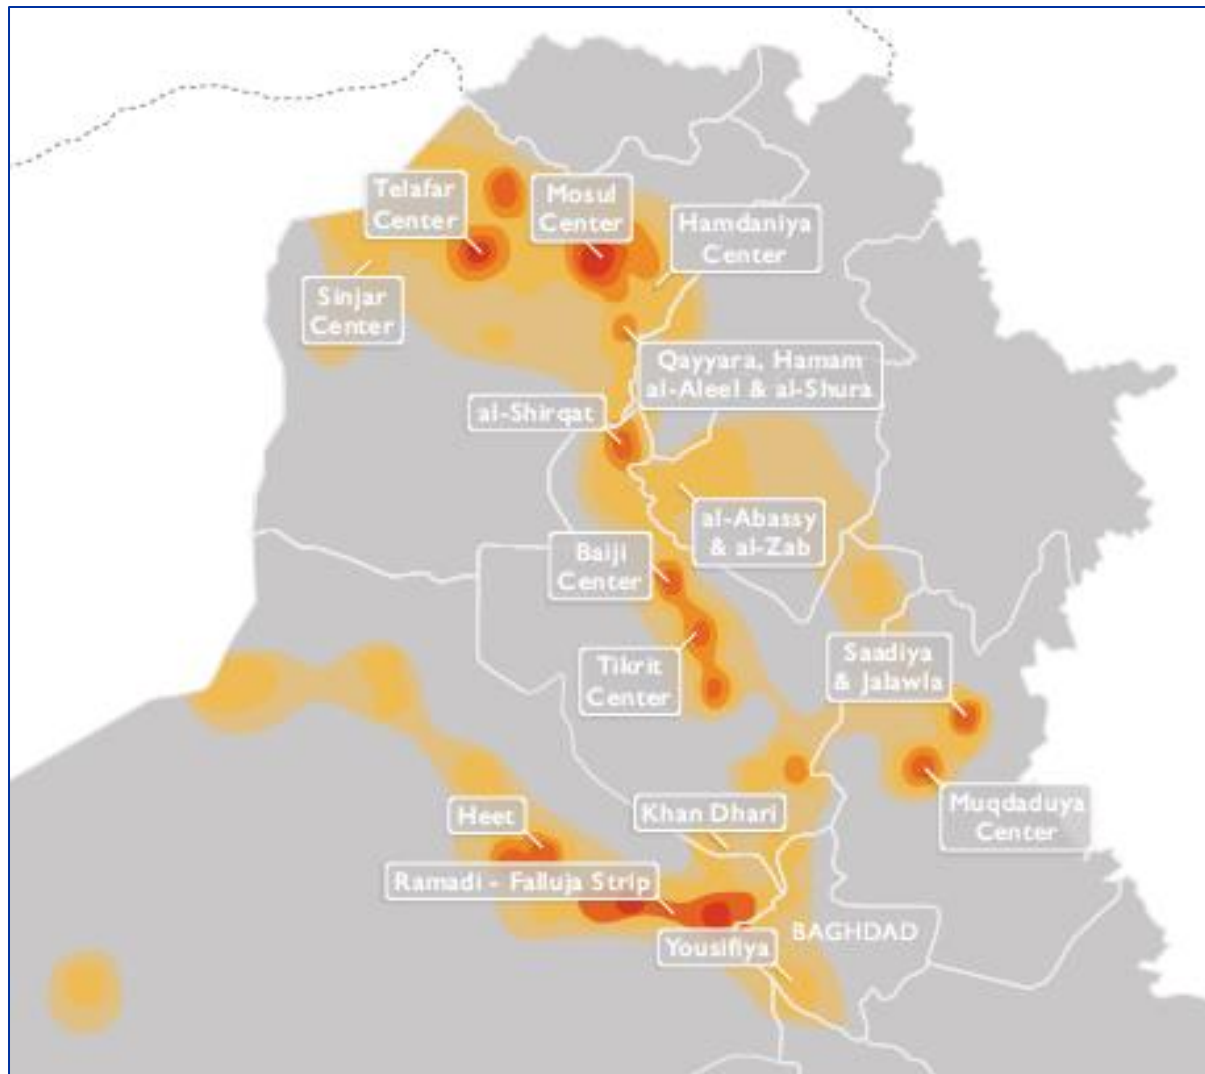 Telafar
Center
Mosul
Center
Hamdaniya
Center
Sinjar
Center
Qayyara, Hamam
al-Aleel & al-Shura
al-Shirqat
al-Abassy
& al-Zab
Baiji
Center
Tikrit
Center
Saadiya
& Jalawla
Khan Dhari
Muqdaduya
Center
Heet
Ramadi - Falluja Strip
BAGHDAD
Yousifiya